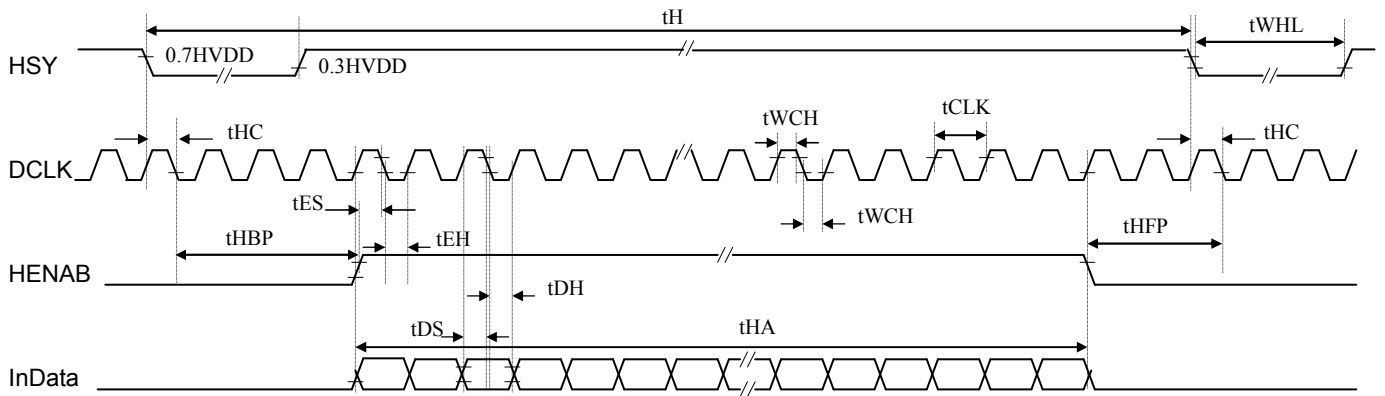 tH
tWHL
HSY
0.7HVDD
0.3HVDD
tHC
tWCH
tCLK
tHC
DCLK
tES
tWCH
tHBP
tEH
tHFP
HENAB
tDH
tDS
tHA
InData